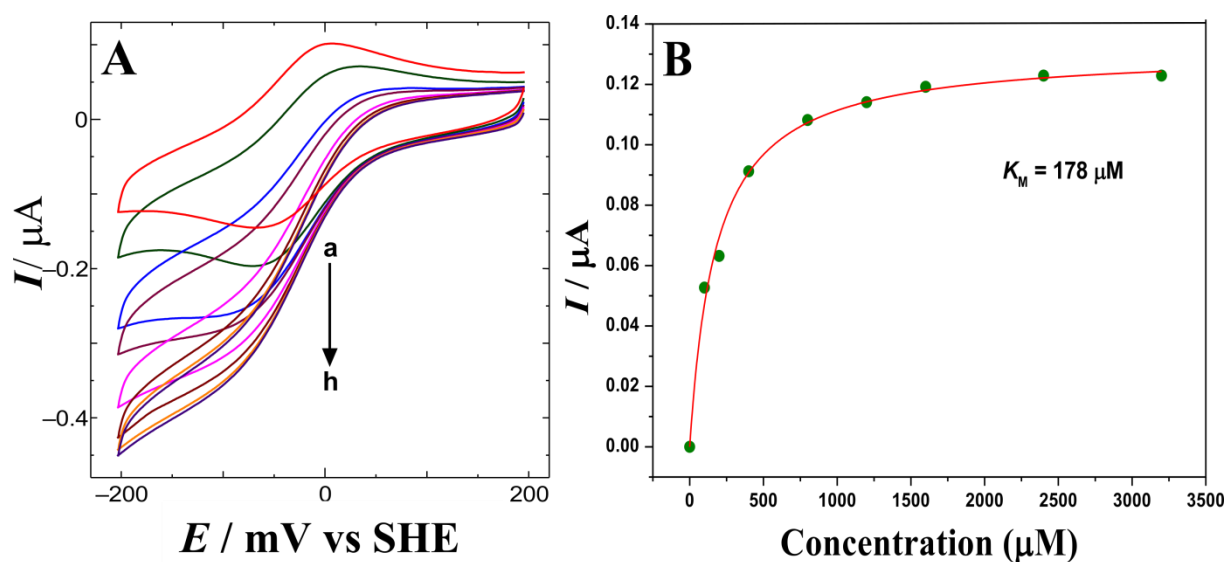 A
I / μA
0
−0.2
−0.4
a
h
−200
0
200
E / mV vs SHE
B
I / μA
0.14
0.12
0.10
0.08
0.06
0.04
0.02
0.00
KM = 178 μM
0
500
1000
1500
2000
2500
3000
3500
Concentration (μM)